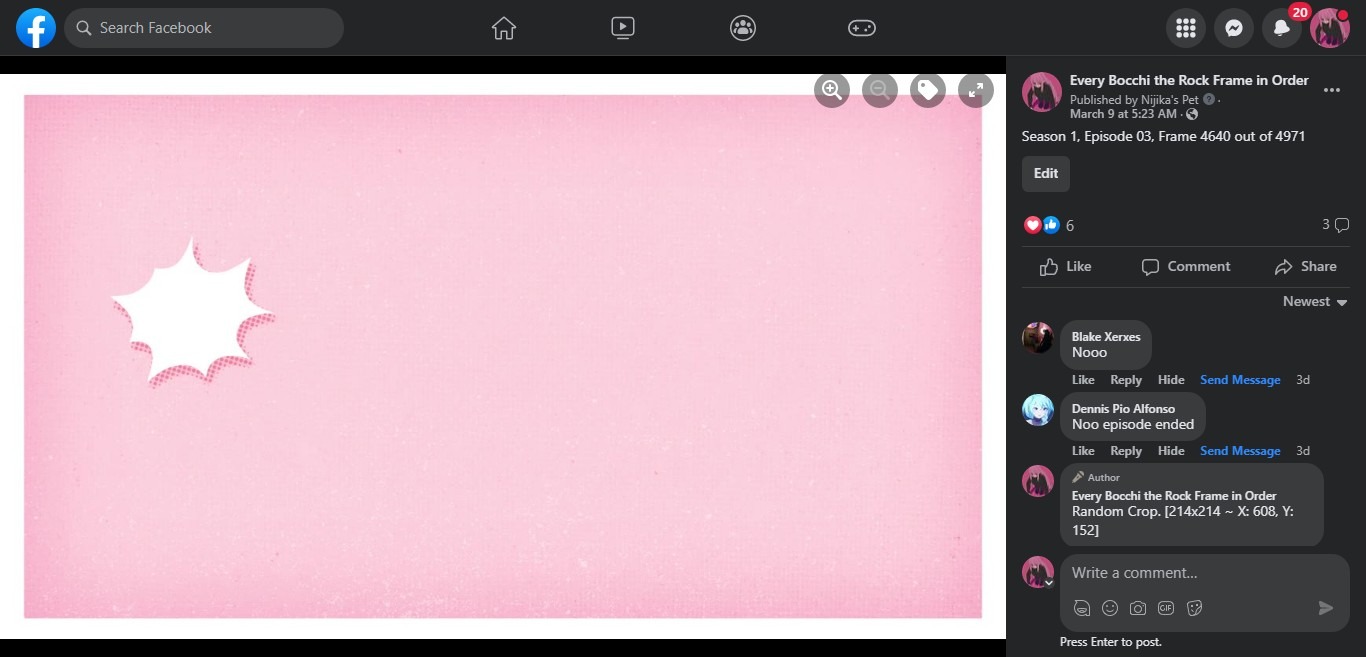 Search Facebook
20
Every Bocchi the Rock Frame in Order
Published by Nijika's Pet ·
March 9 at 5:23 AM ·
Season 1, Episode 03, Frame 4640 out of 4971
Edit
6
3
Like
Comment
Share
Newest
Blake Xerxes
Nooo
Like Reply Hide Send Message 3d
Dennis Pio Alfonso
Noo episode ended
Like Reply Hide Send Message 3d
Author
Every Bocchi the Rock Frame in Order
Random Crop. [214x214 ~ X: 608, Y:
152]
Write a comment...
GIF
Press Enter to post.